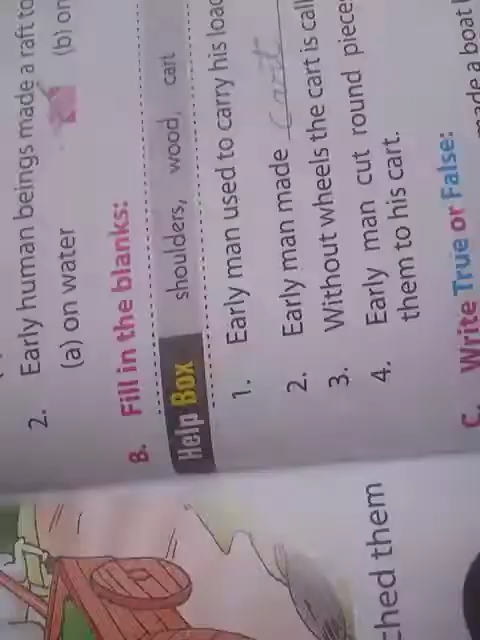 2. Early human beings made a raft to
(a) on water (b) on
B. Fill in the blanks:
Help Box shoulders, wood, cart
1. Early man used to carry his load
2. Early man made cart
3. Without wheels the cart is call
4. Early man cut round piece
them to his cart.
C. Write True or False:
made a boat
ched them